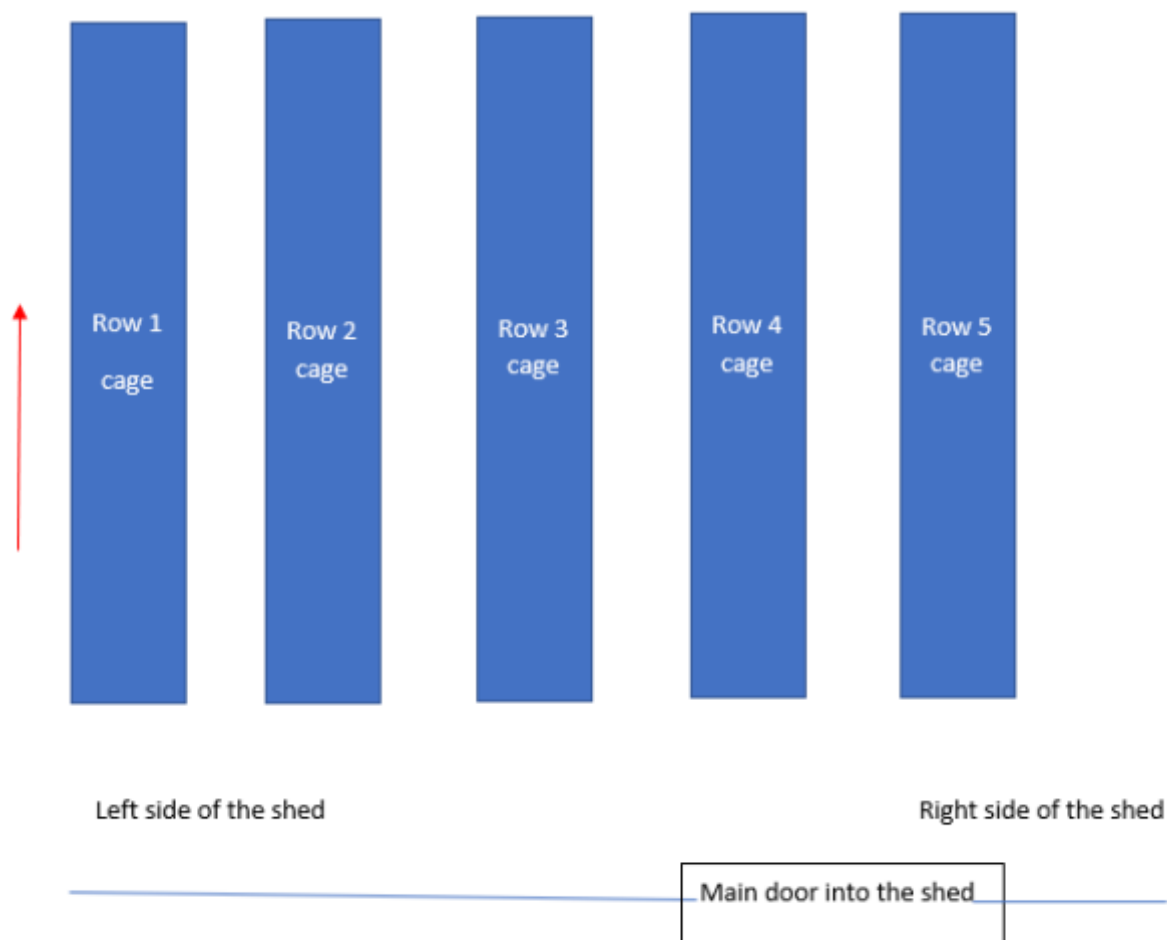 Row 1
cage
Row 2
cage
Row 3
cage
Row 4
cage
Row 5
cage
Left side of the shed
Right side of the shed
Main door into the shed